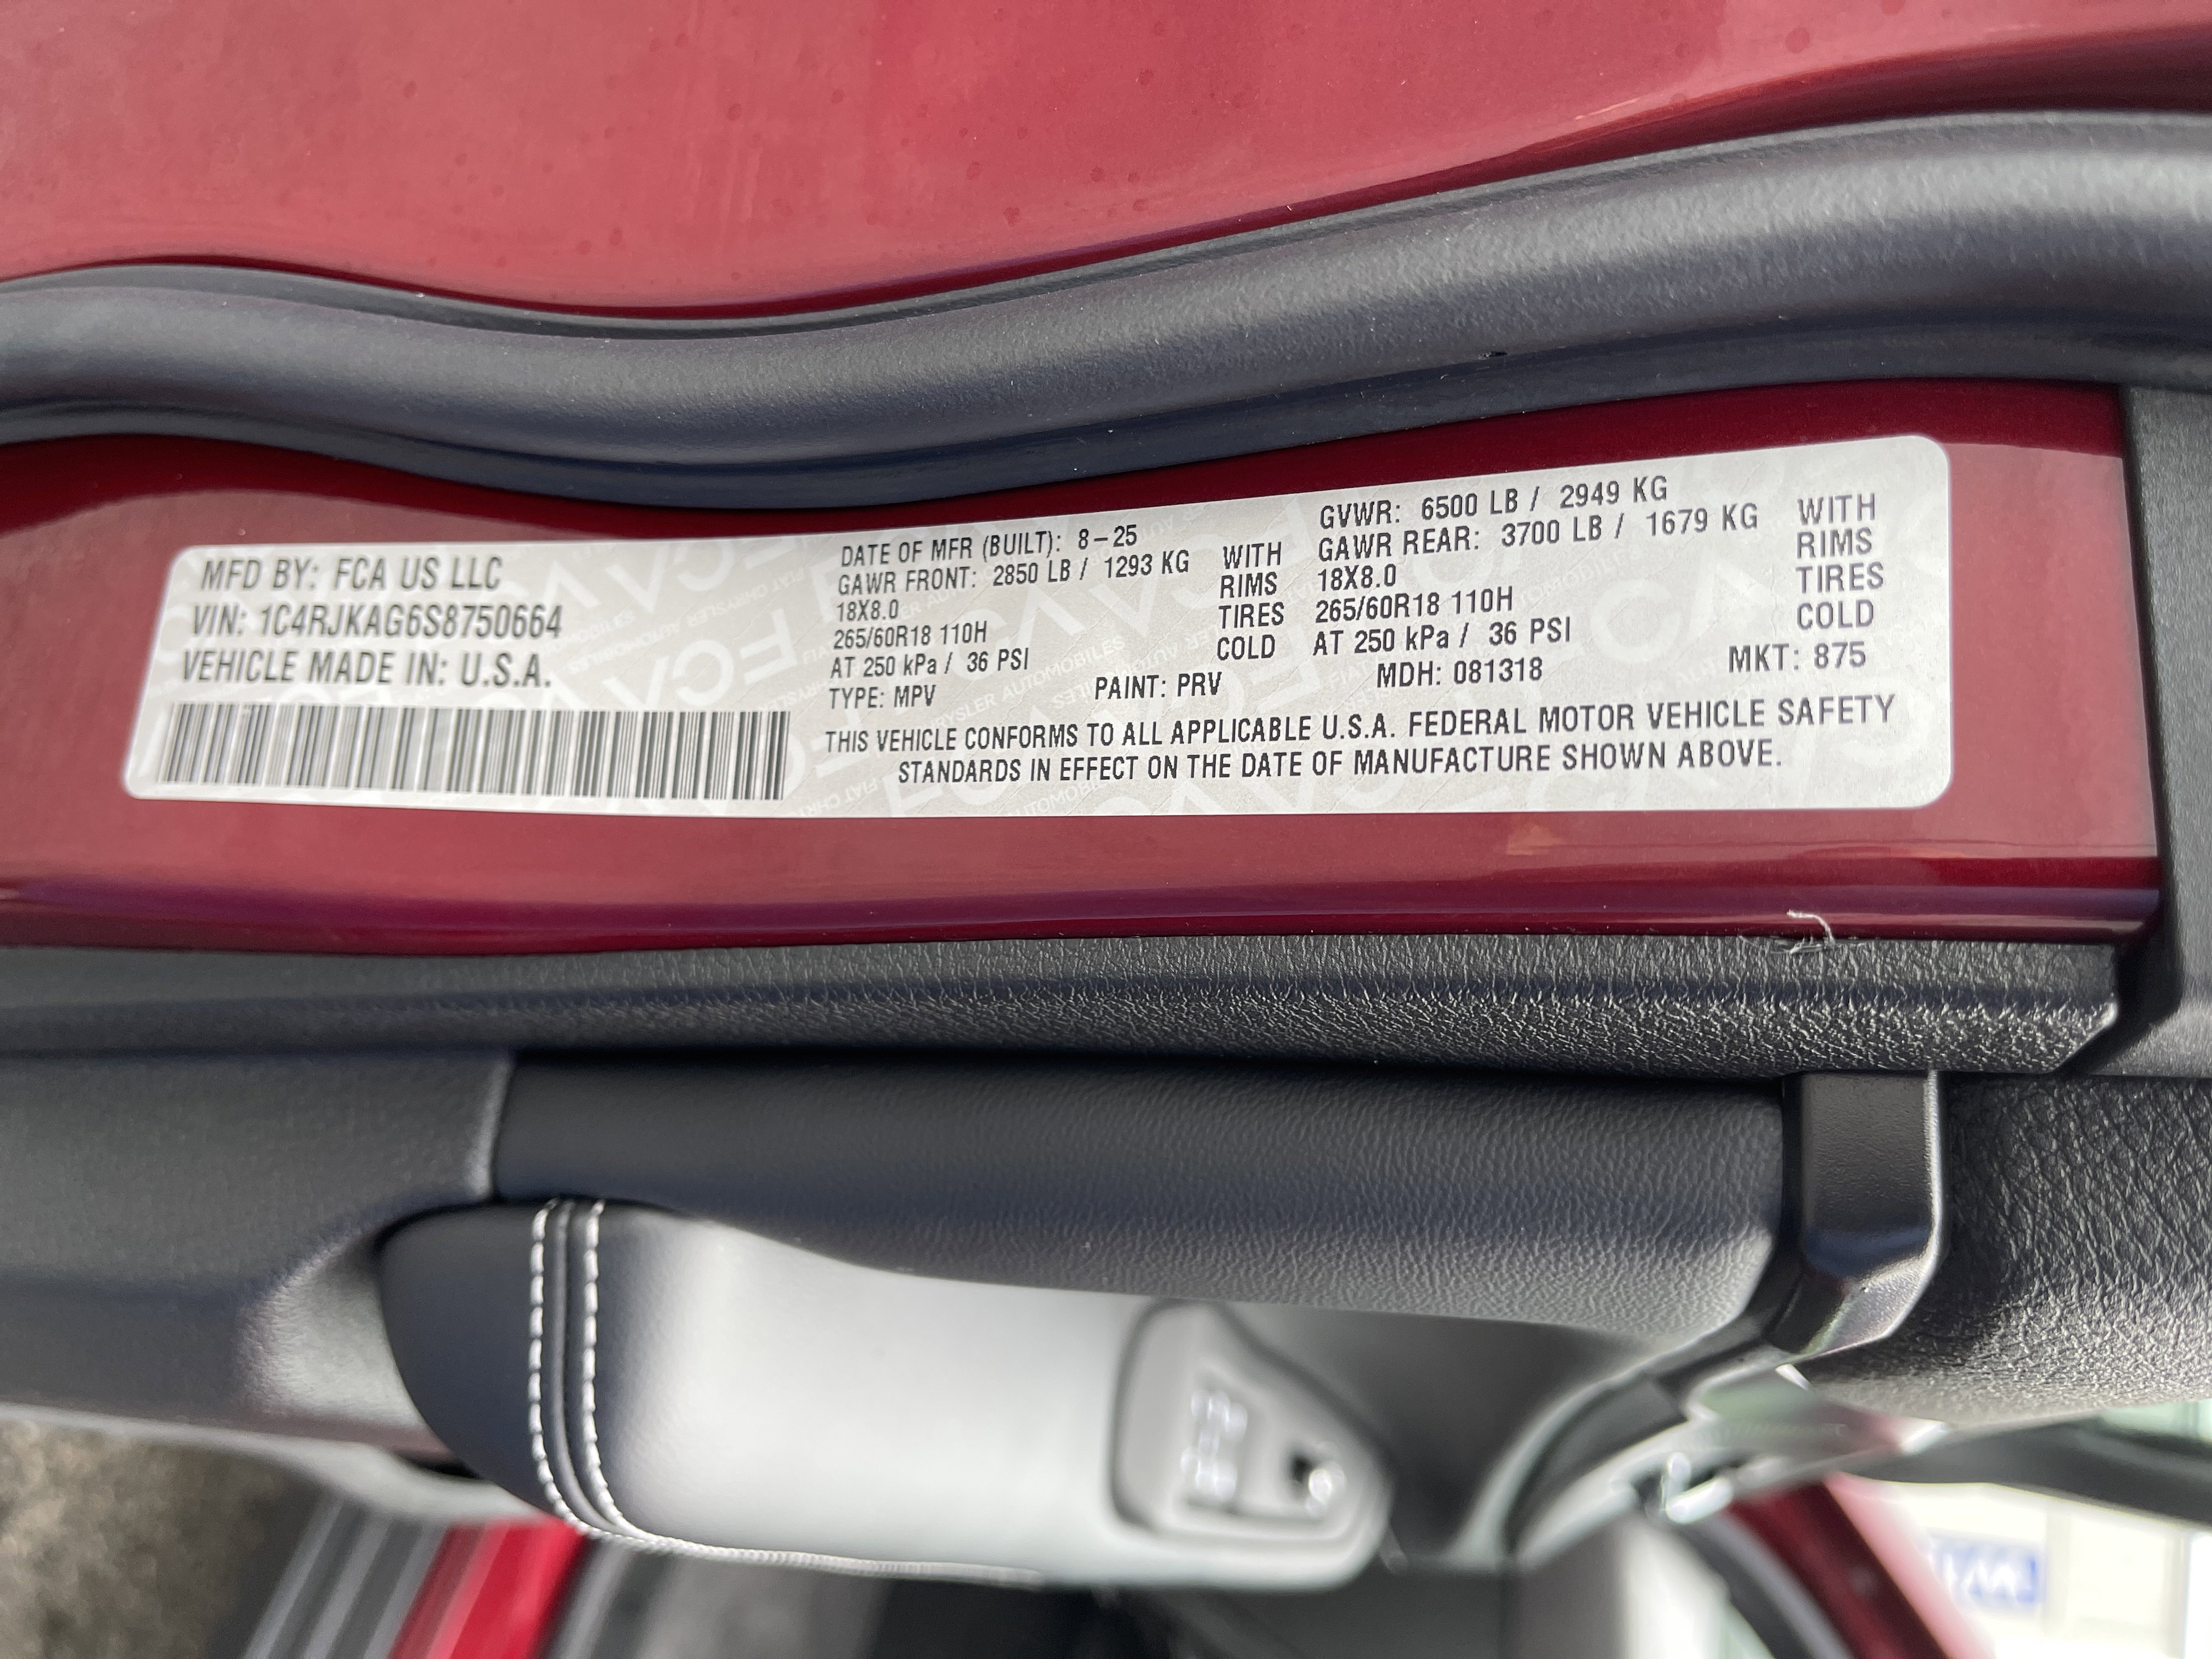 MFD BY: FCA US LLC
VIN: 1C4RJKAG6S8750664
VEHICLE MADE IN: U.S.A.
DATE OF MFR (BUILT): 8-25
GAWR FRONT: 2850 LB / 1293 KG WITH
18X8.0 RIMS
265/60R18 110H TIRES
AT 250 kPa / 36 PSI COLD
GVWR: 6500 LB / 2949 KG
GAWR REAR: 3700 LB / 1679 KG WITH
18X8.0 RIMS
265/60R18 110H TIRES
AT 250 kPa / 36 PSI COLD
TYPE: MPV PAINT: PRV MDH: 081318 MKT: 875
THIS VEHICLE CONFORMS TO ALL APPLICABLE U.S.A. FEDERAL MOTOR VEHICLE SAFETY
STANDARDS IN EFFECT ON THE DATE OF MANUFACTURE SHOWN ABOVE.